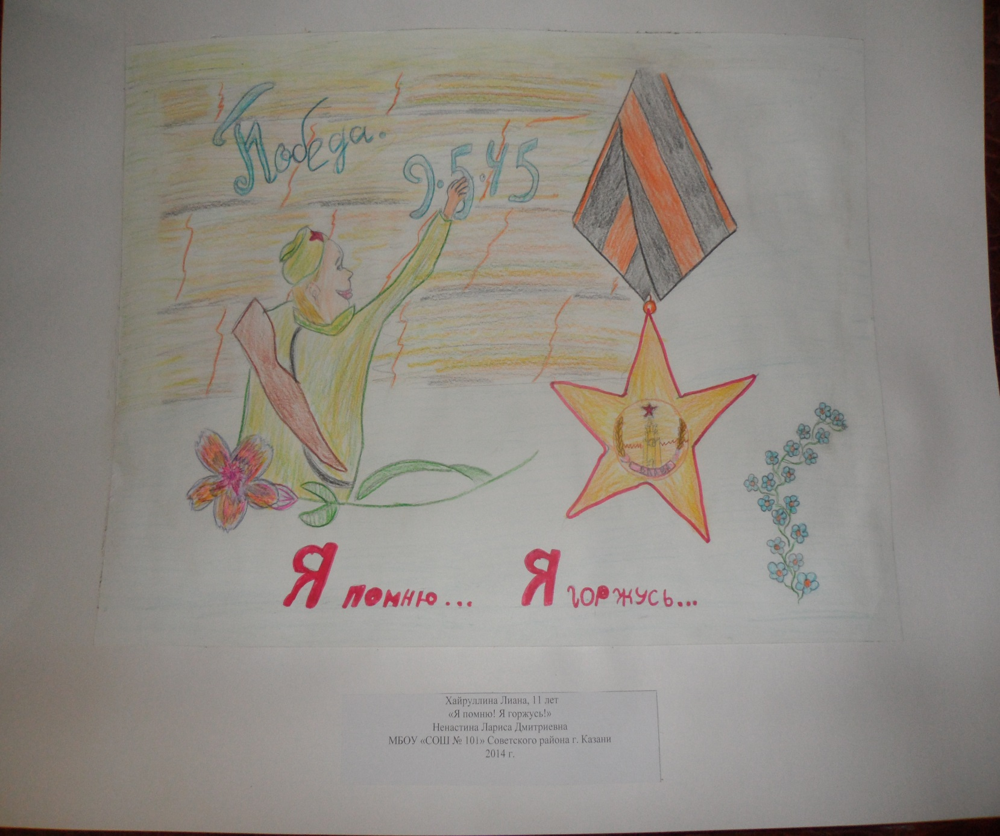 Победа.
9.5.45
Я помню... Я горжусь...
Хайруллина Лиана, 11 лет
«Я помню! Я горжусь!»
Ненастина Лариса Дмитриевна
МБОУ «СОШ № 101» Советского района г. Казани
2014 г.